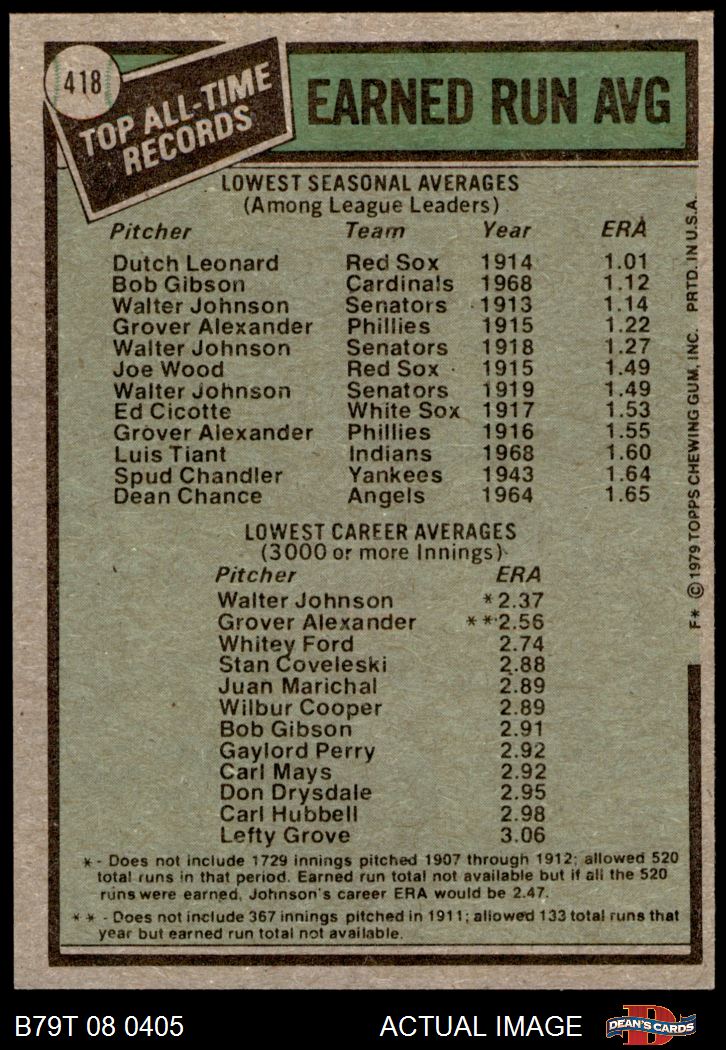 418
TOP ALL-TIME
RECORDS
EARNED RUN AVG
LOWEST SEASONAL AVERAGES
(Among League Leaders)
Pitcher Team Year ERA
Dutch Leonard Red Sox 1914 1.01
Bob Gibson Cardinals 1968 1.12
Walter Johnson Senators 1913 1.14
Grover Alexander Phillies 1915 1.22
Walter Johnson Senators 1918 1.27
Joe Wood Red Sox 1915 1.49
Walter Johnson Senators 1919 1.49
Ed Cicotte White Sox 1917 1.53
Grover Alexander Phillies 1916 1.55
Luis Tiant Indians 1968 1.60
Spud Chandler Yankees 1943 1.64
Dean Chance Angels 1964 1.65
LOWEST CAREER AVERAGES
(3000 or more Innings)
Pitcher ERA
Walter Johnson *2.37
Grover Alexander **2.56
Whitey Ford 2.74
Stan Coveleski 2.88
Juan Marichal 2.89
Wilbur Cooper 2.89
Bob Gibson 2.91
Gaylord Perry 2.92
Carl Mays 2.92
Don Drysdale 2.95
Carl Hubbell 2.98
Lefty Grove 3.06
* - Does not include 1729 innings pitched 1907 through 1912; allowed 520
total runs in that period. Earned run total not available but if all the 520
runs were earned, Johnson's career ERA would be 2.47.
* * - Does not include 367 innings pitched in 1911; allowed 133 total runs that
year but earned run total not available.
F* © 1979 TOPPS CHEWING GUM, INC. PRTD. IN U.S.A.
B79T 08 0405 ACTUAL IMAGE
D
DEAN'S CARDS